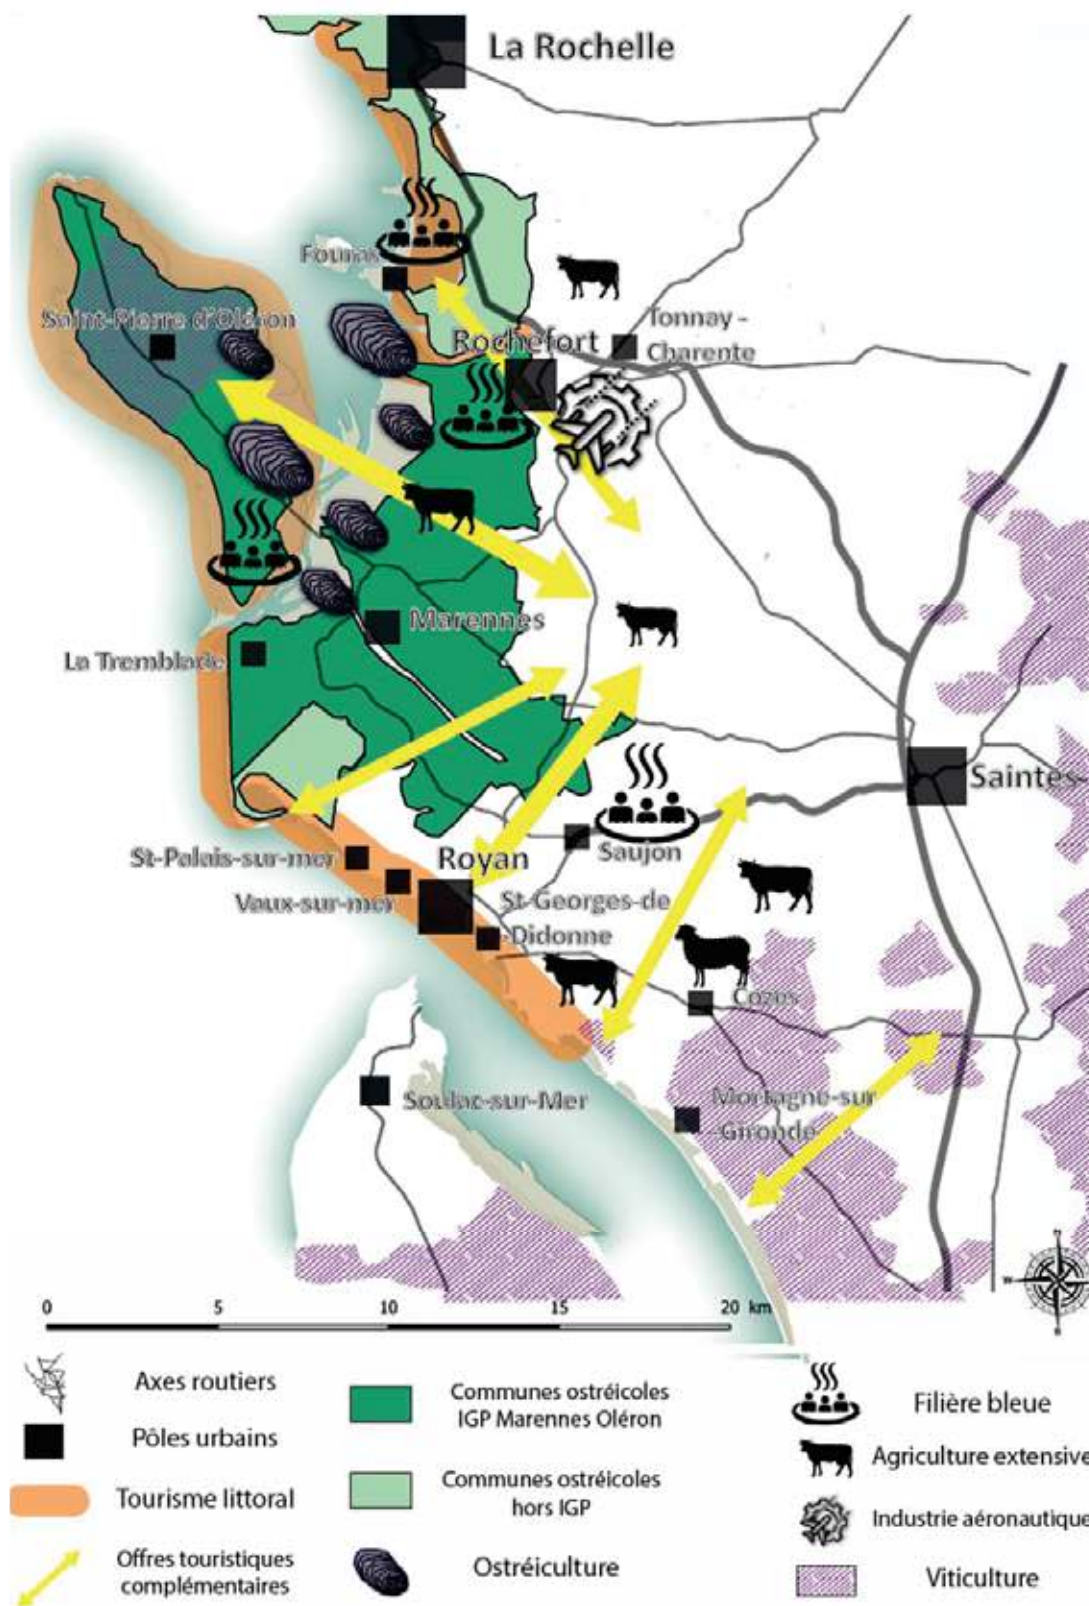 La Rochelle
Fouras
Saint-Pierre d'Oléron
Rochefort
Tonnay -
Charente
Marennes
La Tremblade
Saintes
Saujon
St-Palais-sur-mer
Royan
Vaux-sur-mer
St-Georges-de
-Didonne
Cozes
Soulac-sur-Mer
Mortagne-sur
-Gironde
0 5 10 15 20 km
Axes routiers
Pôles urbains
Tourisme littoral
Offres touristiques
complémentaires
Communes ostréicoles
IGP Marennes Oléron
Communes ostréicoles
hors IGP
Ostréiculture
Filière bleue
Agriculture extensive
Industrie aéronautique
Viticulture